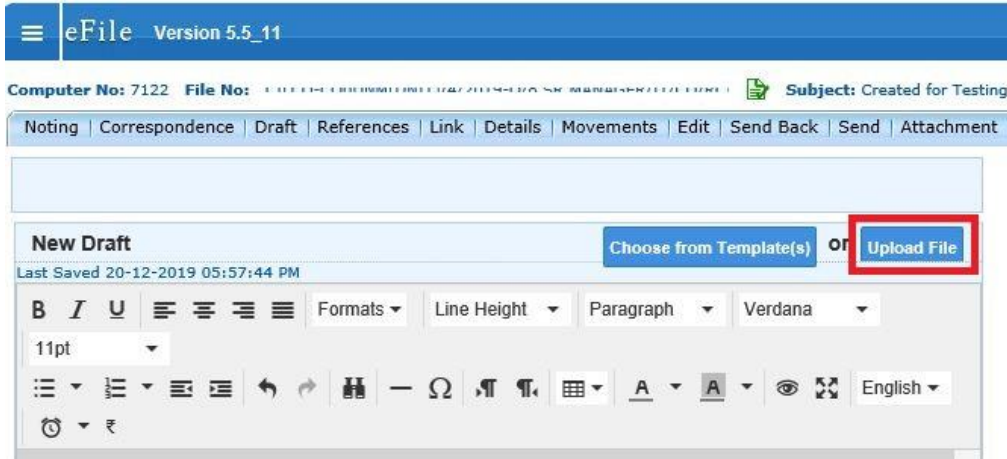 eFile Version 5.5_11
Computer No: 7122 File No: Subject: Created for Testing
Noting | Correspondence | Draft | References | Link | Details | Movements | Edit | Send Back | Send | Attachment
New Draft Choose from Template(s) or Upload File
Last Saved 20-12-2019 05:57:44 PM
B I U Formats Line Height Paragraph Verdana
11pt
Ω A A English
₹